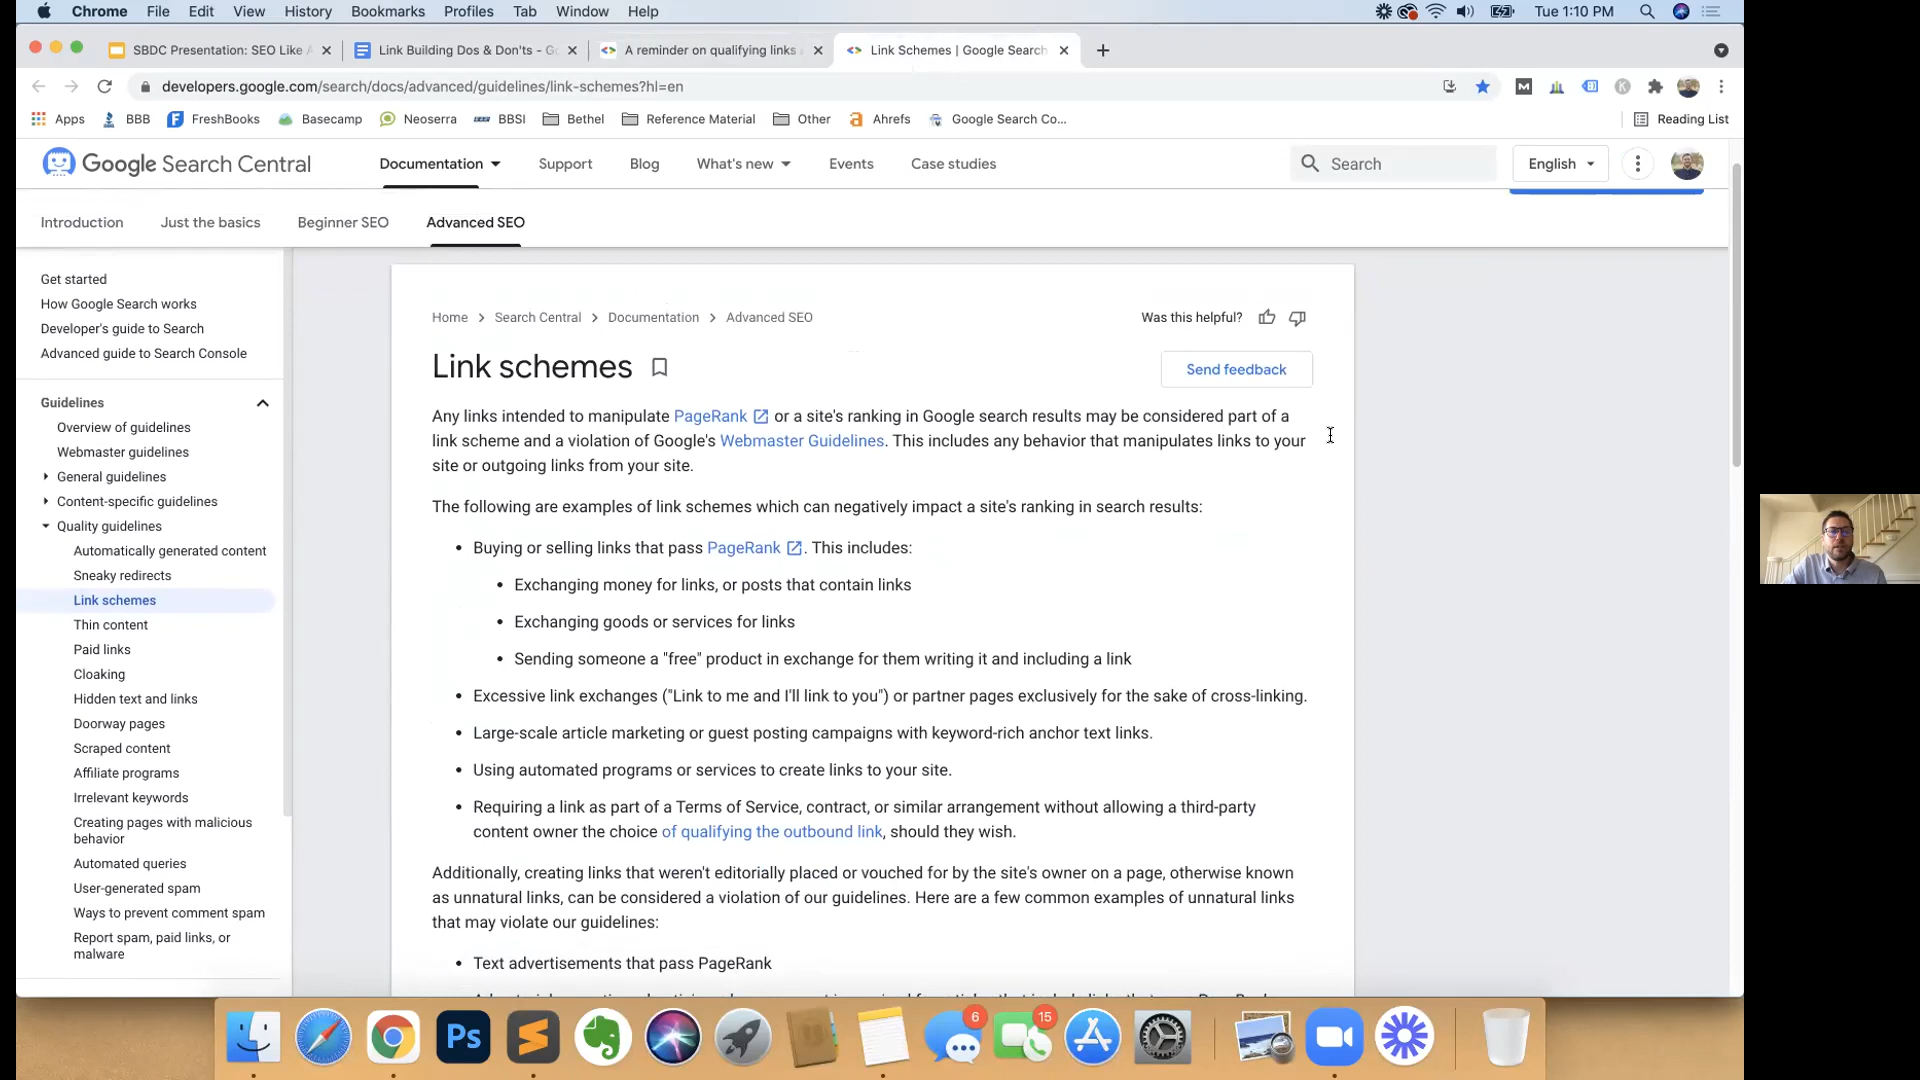 Chrome File Edit View History Bookmarks Profiles Tab Window Help Tue 1:10 PM
SBDC Presentation: SEO Like A
Link Building Dos & Don'ts - Go
A reminder on qualifying links
Link Schemes | Google Search
developers.google.com/search/docs/advanced/guidelines/link-schemes?hl=en
Apps BBB FreshBooks Basecamp Neoserra BBSI Bethel Reference Material Other Ahrefs Google Search Co... Reading List
Google Search Central Documentation Support Blog What's new Events Case studies Search English
Introduction Just the basics Beginner SEO Advanced SEO
Get started
How Google Search works
Developer's guide to Search
Advanced guide to Search Console
Guidelines
Overview of guidelines
Webmaster guidelines
General guidelines
Content-specific guidelines
Quality guidelines
Automatically generated content
Sneaky redirects
Link schemes
Thin content
Paid links
Cloaking
Hidden text and links
Doorway pages
Scraped content
Affiliate programs
Irrelevant keywords
Creating pages with malicious
behavior
Automated queries
User-generated spam
Ways to prevent comment spam
Report spam, paid links, or
malware
Home > Search Central > Documentation > Advanced SEO
Was this helpful?
Link schemes
Send feedback
Any links intended to manipulate PageRank or a site's ranking in Google search results may be considered part of a
link scheme and a violation of Google's Webmaster Guidelines. This includes any behavior that manipulates links to your
site or outgoing links from your site.
The following are examples of link schemes which can negatively impact a site's ranking in search results:
• Buying or selling links that pass PageRank. This includes:
• Exchanging money for links, or posts that contain links
• Exchanging goods or services for links
• Sending someone a "free" product in exchange for them writing it and including a link
• Excessive link exchanges ("Link to me and I'll link to you") or partner pages exclusively for the sake of cross-linking.
• Large-scale article marketing or guest posting campaigns with keyword-rich anchor text links.
• Using automated programs or services to create links to your site.
• Requiring a link as part of a Terms of Service, contract, or similar arrangement without allowing a third-party
content owner the choice of qualifying the outbound link, should they wish.
Additionally, creating links that weren't editorially placed or vouched for by the site's owner on a page, otherwise known
as unnatural links, can be considered a violation of our guidelines. Here are a few common examples of unnatural links
that may violate our guidelines:
• Text advertisements that pass PageRank
Ps
6
15